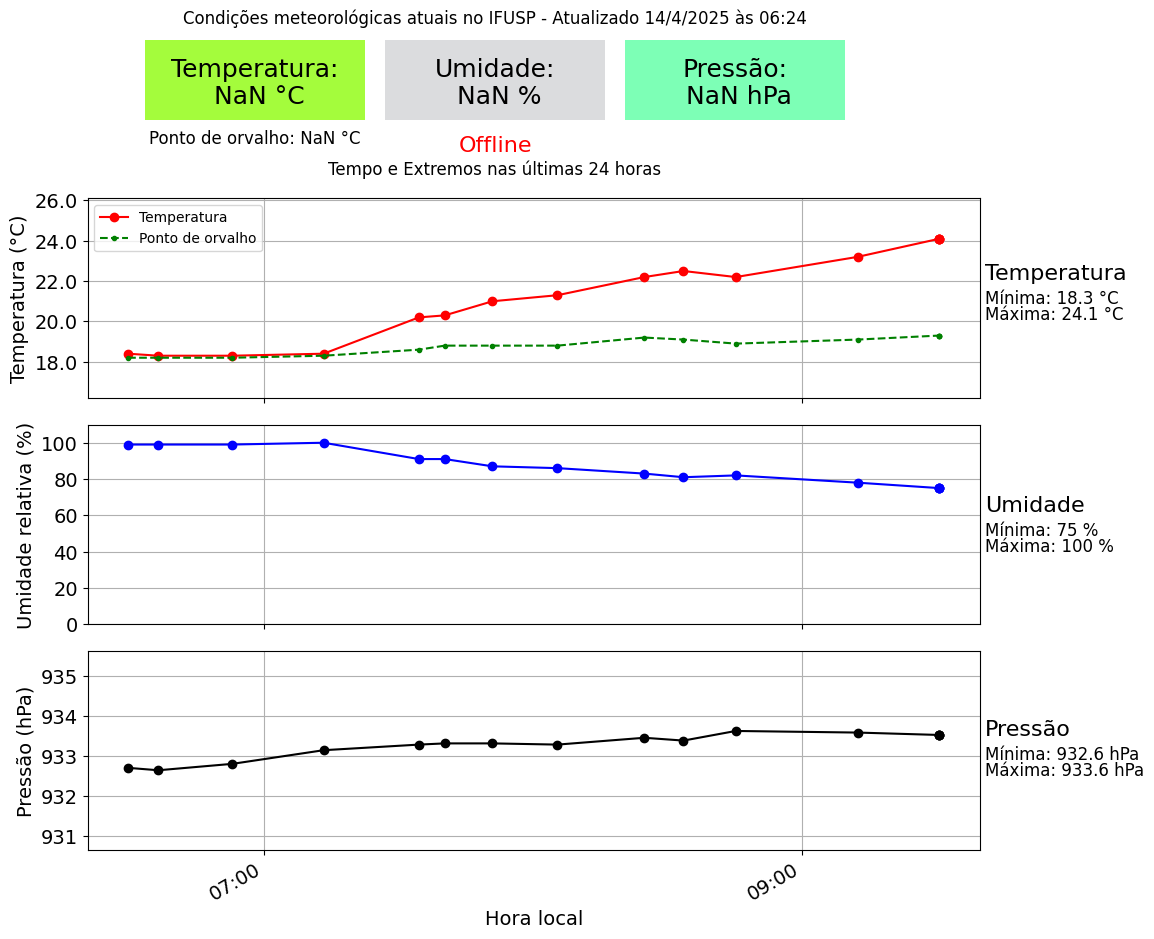 Condições meteorológicas atuais no IFUSP - Atualizado 14/4/2025 às 06:24
Temperatura:
NaN °C
Umidade:
NaN %
Pressão:
NaN hPa
Ponto de orvalho: NaN °C
Offline
Tempo e Extremos nas últimas 24 horas
Temperatura (°C)
26.0
24.0
22.0
20.0
18.0
Temperatura
Ponto de orvalho
Temperatura
Mínima: 18.3 °C
Máxima: 24.1 °C
Umidade relativa (%)
100
80
60
40
20
0
Umidade
Mínima: 75 %
Máxima: 100 %
Pressão (hPa)
935
934
933
932
931
Pressão
Mínima: 932.6 hPa
Máxima: 933.6 hPa
07:00
09:00
Hora local